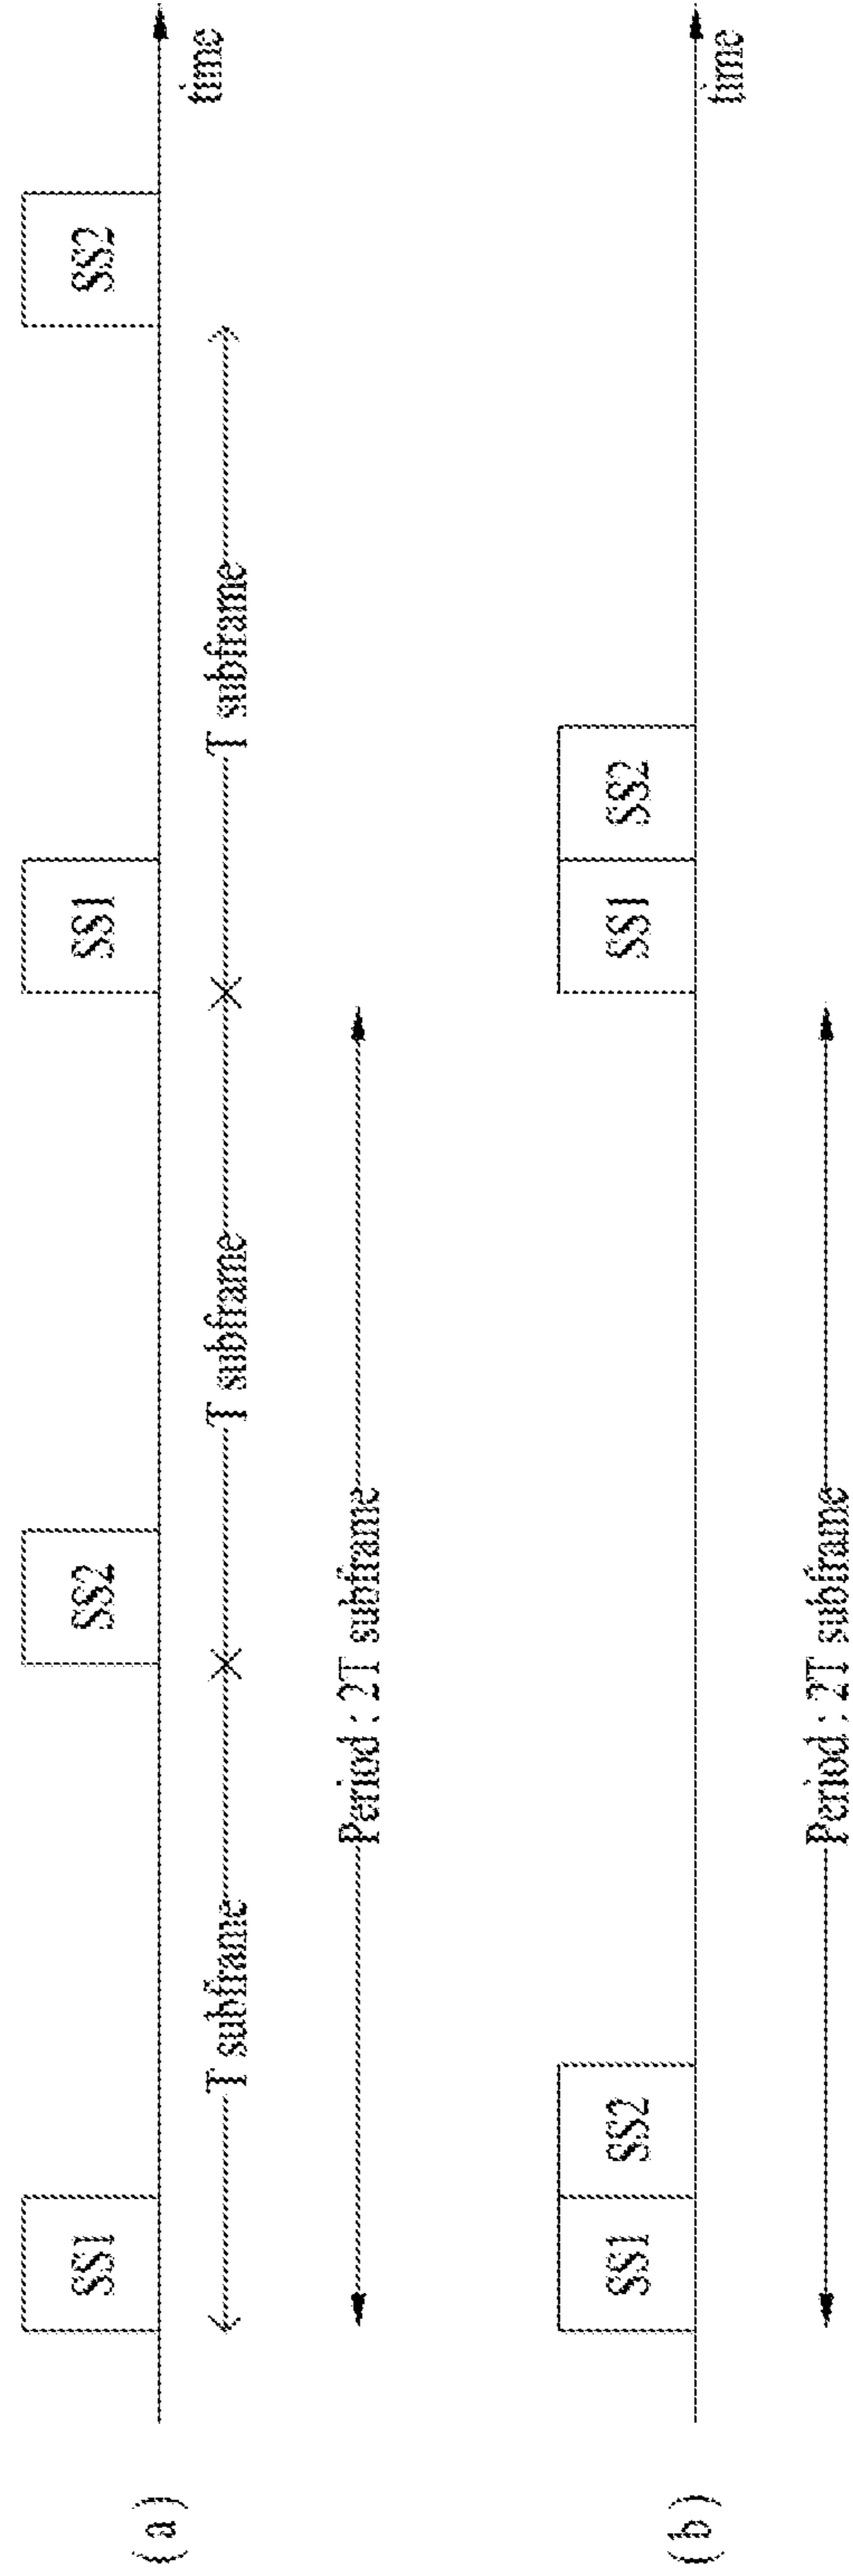 (a)
SS1 SS2 SS1 SS2
time
T subframe T subframe T subframe
Period : 2T subframe
(b)
SS1 SS2 SS1 SS2
time
Period : 2T subframe